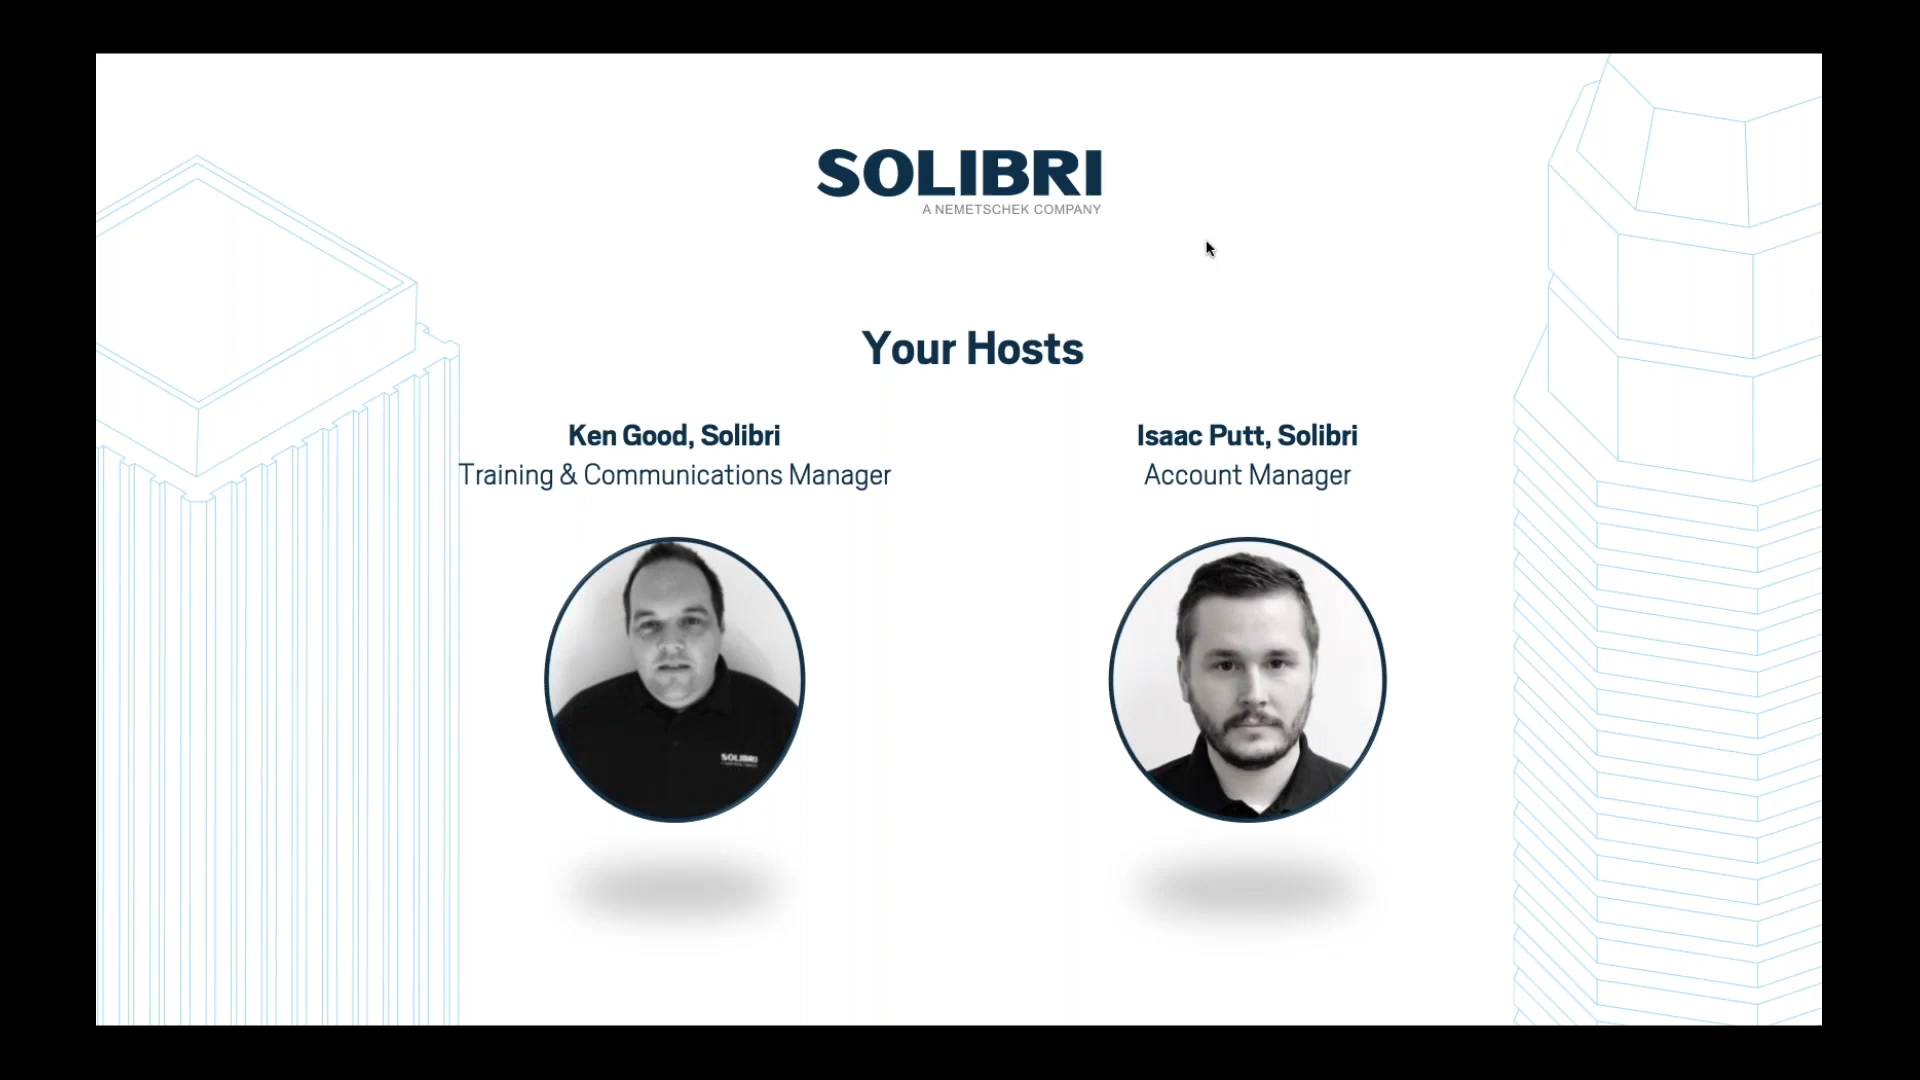 SOLIBRI
A NEMETSCHEK COMPANY
Your Hosts
Ken Good, Solibri
Training & Communications Manager
Isaac Putt, Solibri
Account Manager
SOLIBRI